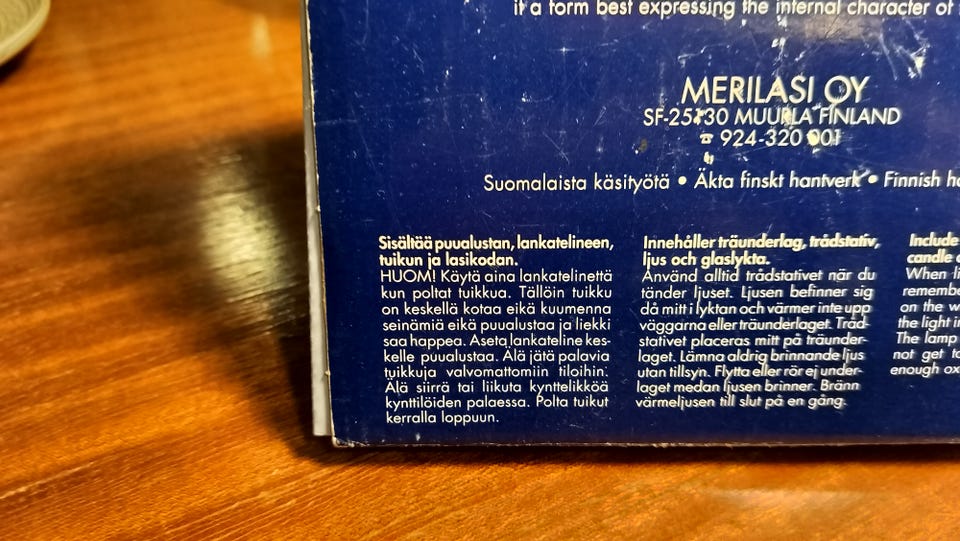 it a form best expressing the internal character of
MERILASI OY
SF-25130 MUURLA FINLAND
☎ 924-320 001
Suomalaista käsityötä • Äkta finskt hantverk • Finnish
Sisältää puualustan, lankatelineen,
tuikun ja lasikodan.
HUOM! Käytä aina lankatelinettä
kun poltat tuikkua. Tällöin tuikku
on keskellä kotaa eikä kuumenna
seinämiä eikä puualustaa ja liekki
saa happea. Aseta lankateline kes-
kelle puualustaa. Älä jätä palavia
tuikkuja valvomattomiin tiloihin.
Älä siirrä tai liikuta kynttelikköä
kynttilöiden palaessa. Polta tuikut
kerralla loppuun.
Innehåller träunderlag, trådstativ,
ljus och glaslykta.
Använd alltid trådstativet när du
tänder ljuset. Ljusen befinner sig
då mitt i lyktan och värmer inte upp
väggarna eller träunderlaget. Tråd-
stativet placeras mitt på träunder-
laget. Lämna aldrig brinnande ljus
utan tillsyn. Flytta eller rör ej under-
laget medan ljusen brinner. Bränn
värmeljusen till slut på en gång.
Include
candle
When
remembe
on the
the light
The lamp
not get
enough